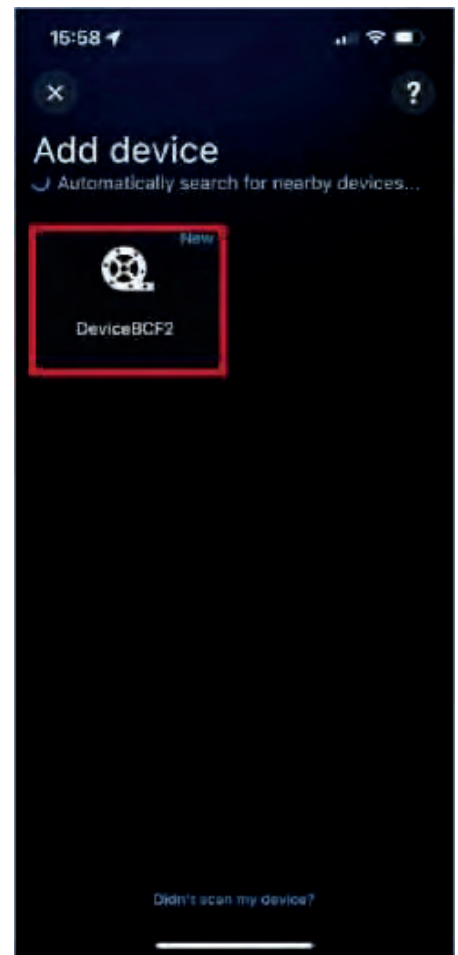 15:58
?
Add device
Automatically search for nearby devices...
New
DeviceBCF2
Didn't scan my device?